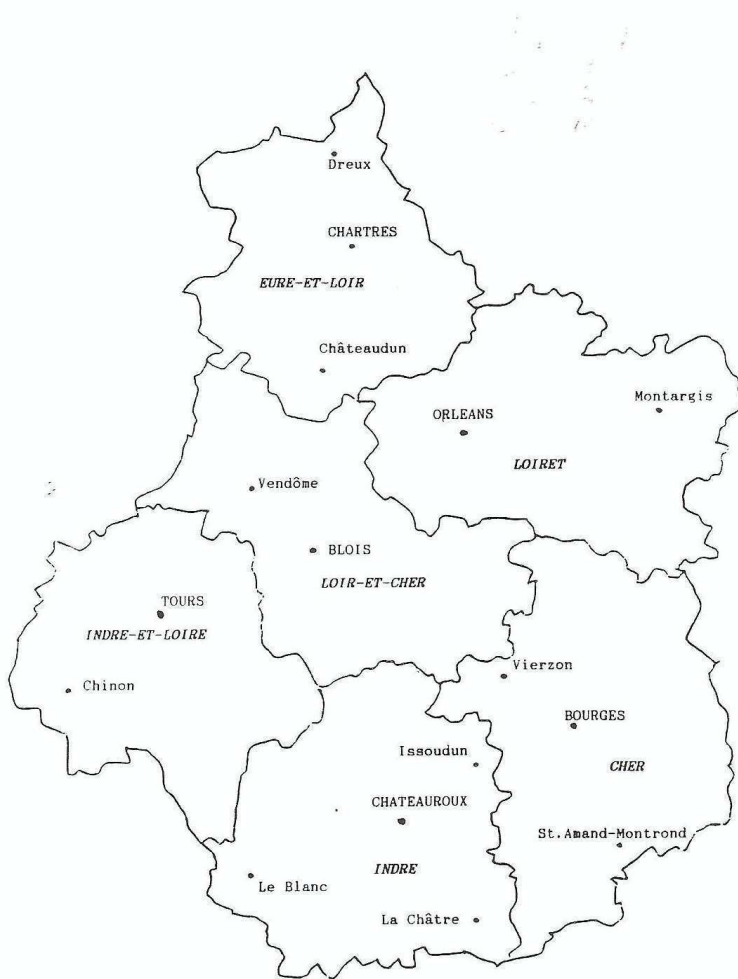 Dreux
CHARTRES
EURE-ET-LOIR
Châteaudun
Montargis
ORLEANS
LOIRET
Vendôme
BLOIS
LOIR-ET-CHER
TOURS
INDRE-ET-LOIRE
Chinon
Vierzon
BOURGES
Issoudun
CHER
CHATEAUROUX
St.Amand-Montrond
INDRE
Le Blanc
La Châtre